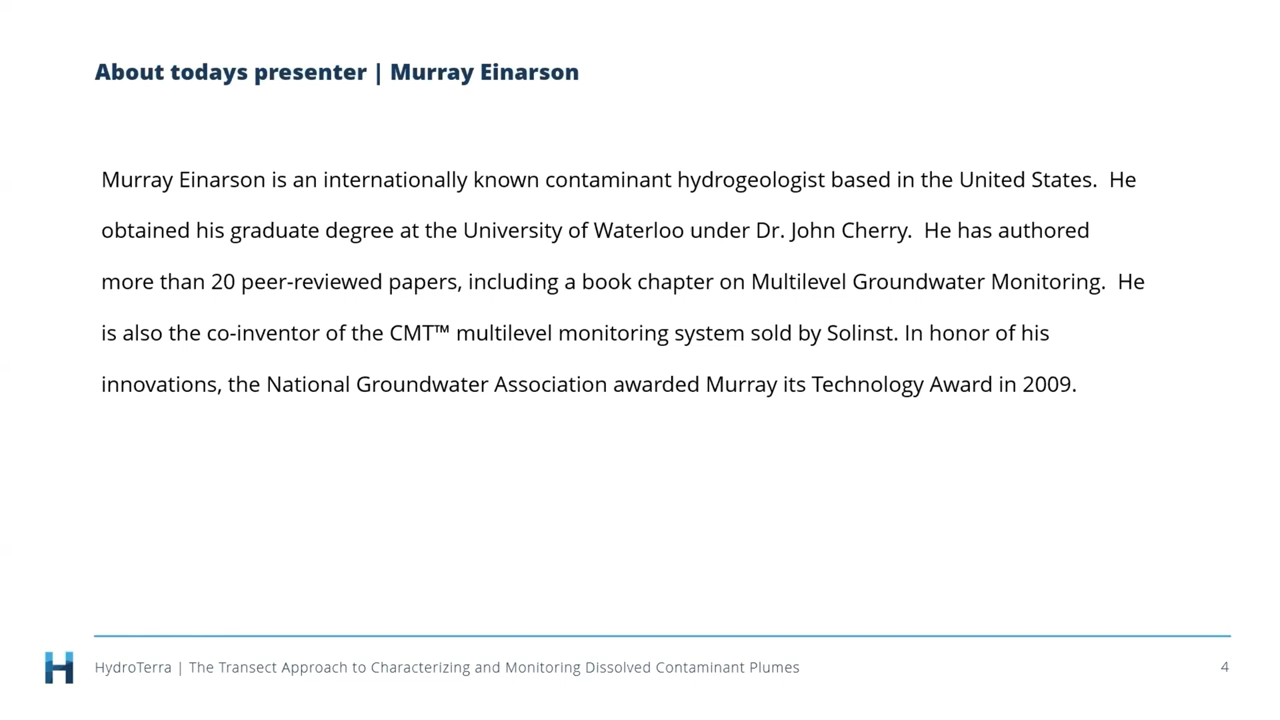 About todays presenter | Murray Einarson
Murray Einarson is an internationally known contaminant hydrogeologist based in the United States.  He
obtained his graduate degree at the University of Waterloo under Dr. John Cherry.  He has authored
more than 20 peer-reviewed papers, including a book chapter on Multilevel Groundwater Monitoring.  He
is also the co-inventor of the CMT™ multilevel monitoring system sold by Solinst. In honor of his
innovations, the National Groundwater Association awarded Murray its Technology Award in 2009.
HydroTerra | The Transect Approach to Characterizing and Monitoring Dissolved Contaminant Plumes
4